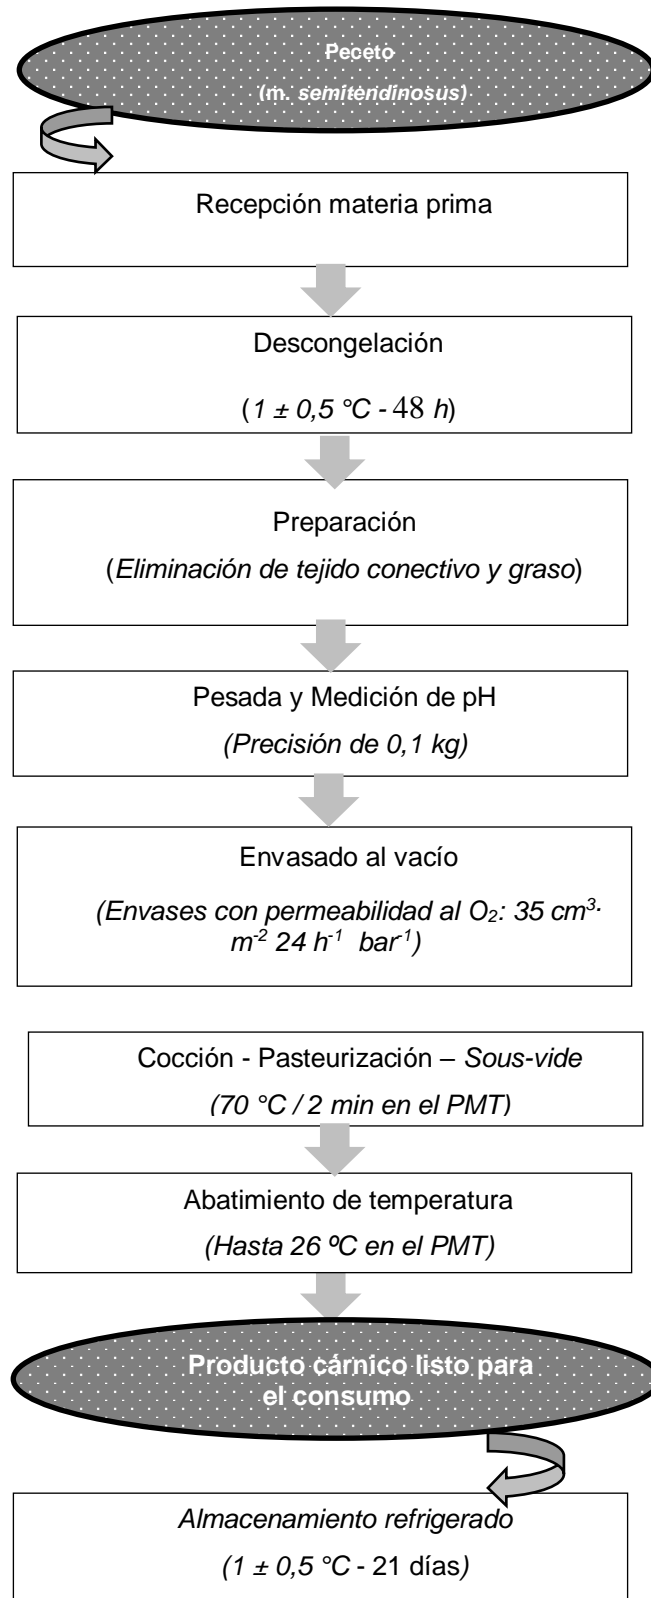 Peceto
(m. semitendinosus)
Recepción materia prima
Descongelación
(1 ± 0,5 °C - 48 h)
Preparación
(Eliminación de tejido conectivo y graso)
Pesada y Medición de pH
(Precisión de 0,1 kg)
Envasado al vacío
(Envases con permeabilidad al O₂: 35 cm³·
m⁻² 24 h⁻¹ bar⁻¹)
Cocción - Pasteurización – Sous-vide
(70 °C / 2 min en el PMT)
Abatimiento de temperatura
(Hasta 26 ºC en el PMT)
Producto cárnico listo para
el consumo
Almacenamiento refrigerado
(1 ± 0,5 °C - 21 días)